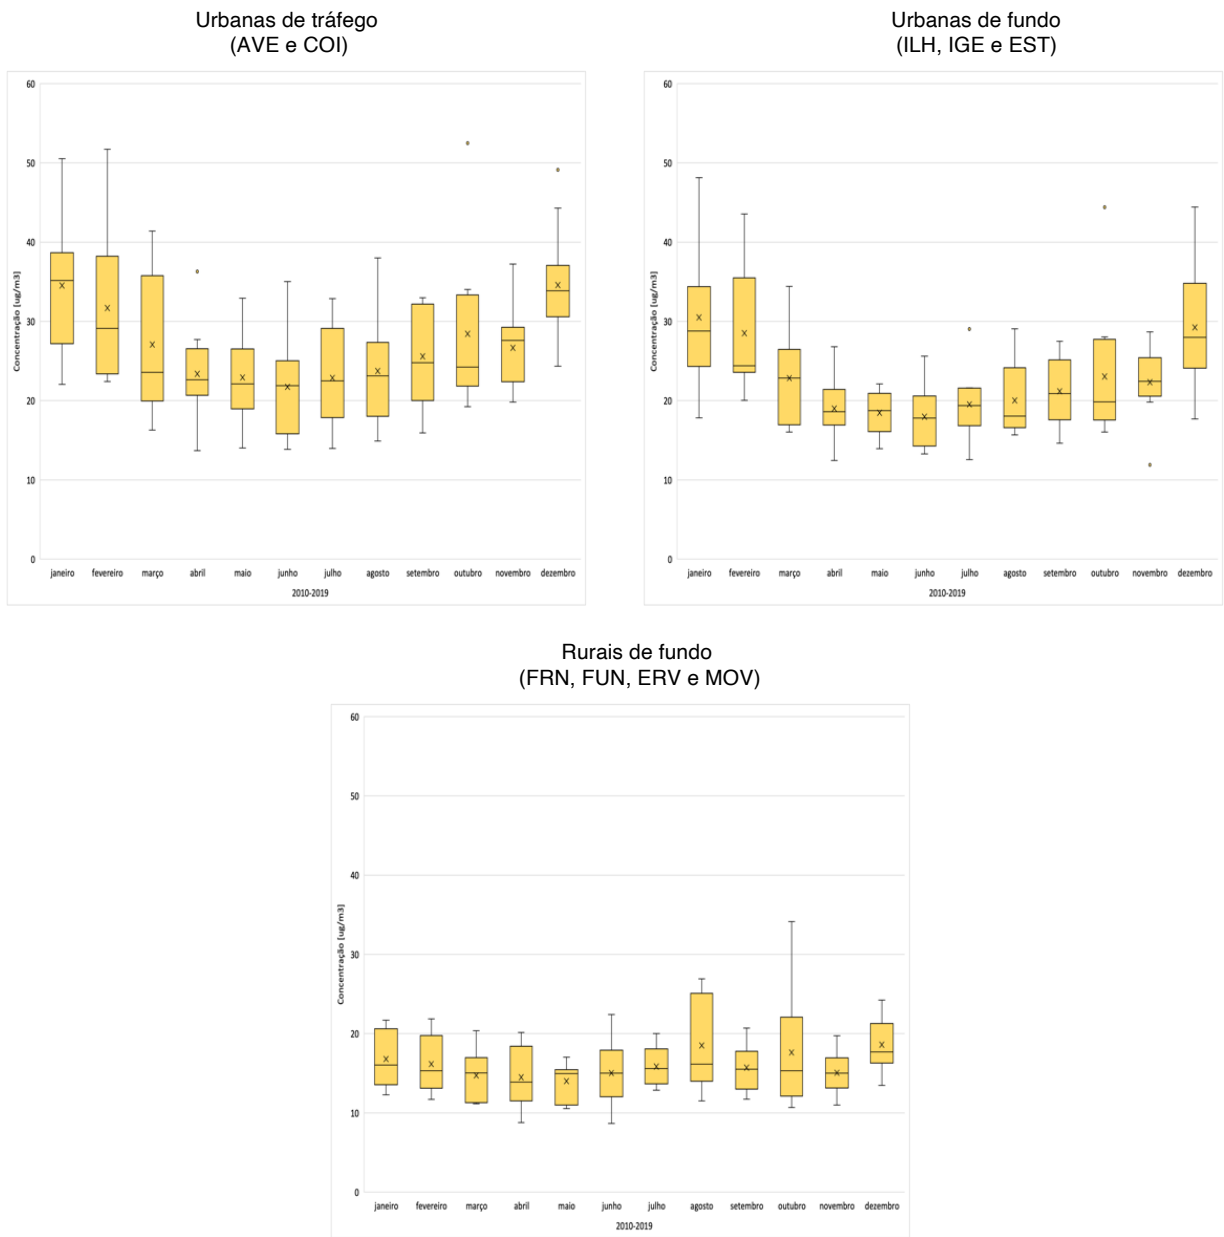 Urbanas de tráfego
(AVE e COI)
Urbanas de fundo
(ILH, IGE e EST)
60
50
40
30
20
10
0
Concentração [ug/m3]
janeiro fevereiro março abril maio junho julho agosto setembro outubro novembro dezembro
2010-2019
60
50
40
30
20
10
0
Concentração [ug/m3]
janeiro fevereiro março abril maio junho julho agosto setembro outubro novembro dezembro
2010-2019
Rurais de fundo
(FRN, FUN, ERV e MOV)
60
50
40
30
20
10
0
Concentração [ug/m3]
janeiro fevereiro março abril maio junho julho agosto setembro outubro novembro dezembro
2010-2019